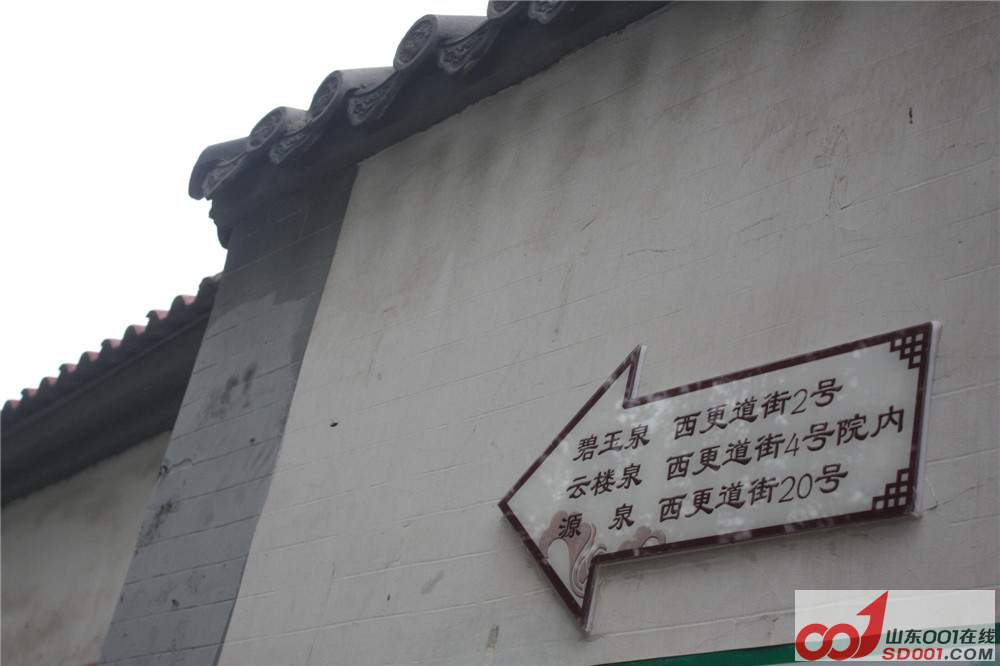 碧玉泉 西更道街2号
云楼泉 西更道街4号院内
源 泉 西更道街20号
山东001在线
SD001.COM